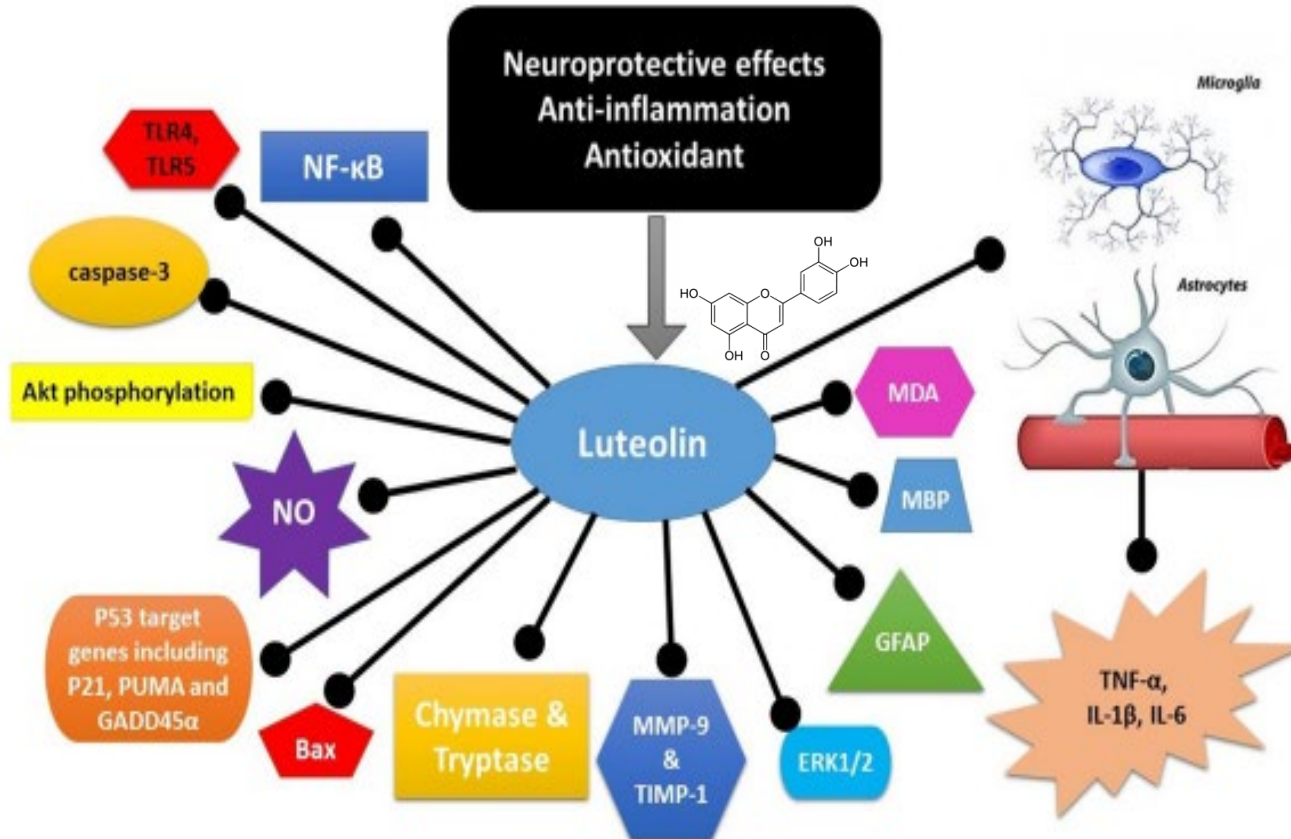 Neuroprotective effects
Anti-inflammation
Antioxidant
Microglia
TLR4,
TLR5
NF-κB
caspase-3
OH
OH
HO
O
OH
O
Astrocytes
Akt phosphorylation
Luteolin
MDA
NO
MBP
P53 target
genes including
P21, PUMA and
GADD45α
Bax
Chymase &
Tryptase
MMP-9
&
TIMP-1
ERK1/2
GFAP
TNF-α,
IL-1β, IL-6